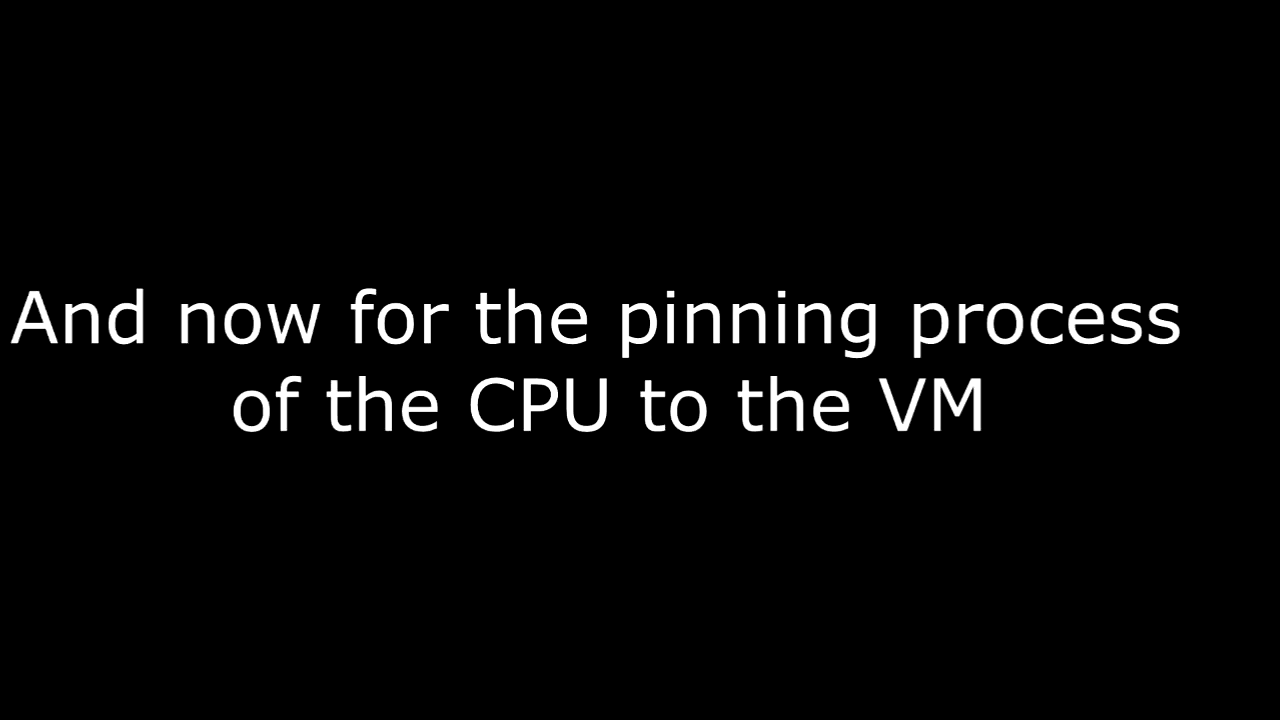 And now for the pinning process
of the CPU to the VM